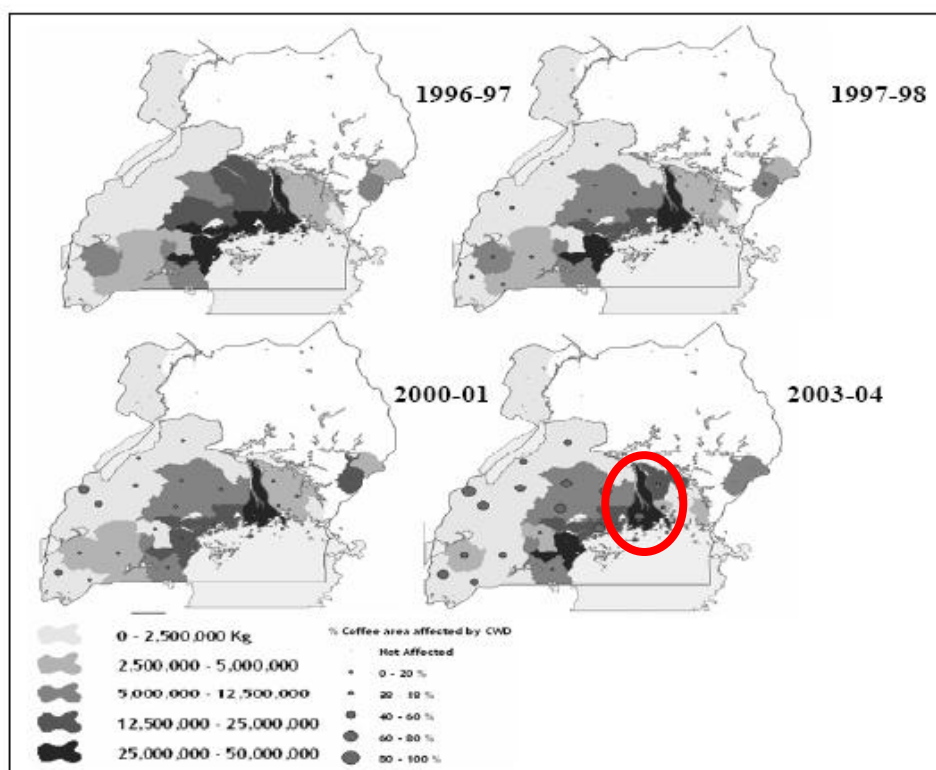 1996-97
1997-98
2000-01
2003-04
0 - 2,500,000 Kg
2,500,000 - 5,000,000
5,000,000 - 12,500,000
12,500,000 - 25,000,000
25,000,000 - 50,000,000
% Coffee area affected by CWD
Not Affected
0 - 20 %
40 - 60 %
60 - 80 %
80 - 100 %